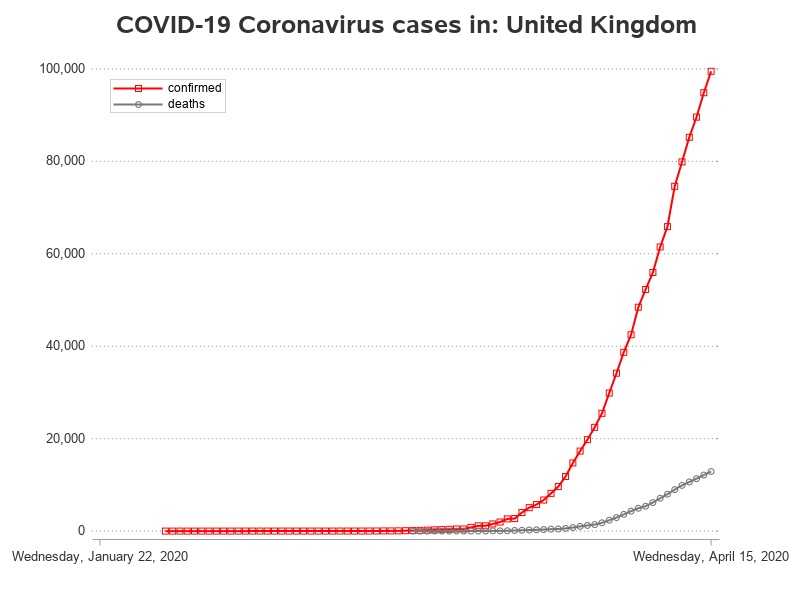 COVID-19 Coronavirus cases in: United Kingdom
100,000
confirmed
deaths
80,000
60,000
40,000
20,000
0
Wednesday, January 22, 2020
Wednesday, April 15, 2020